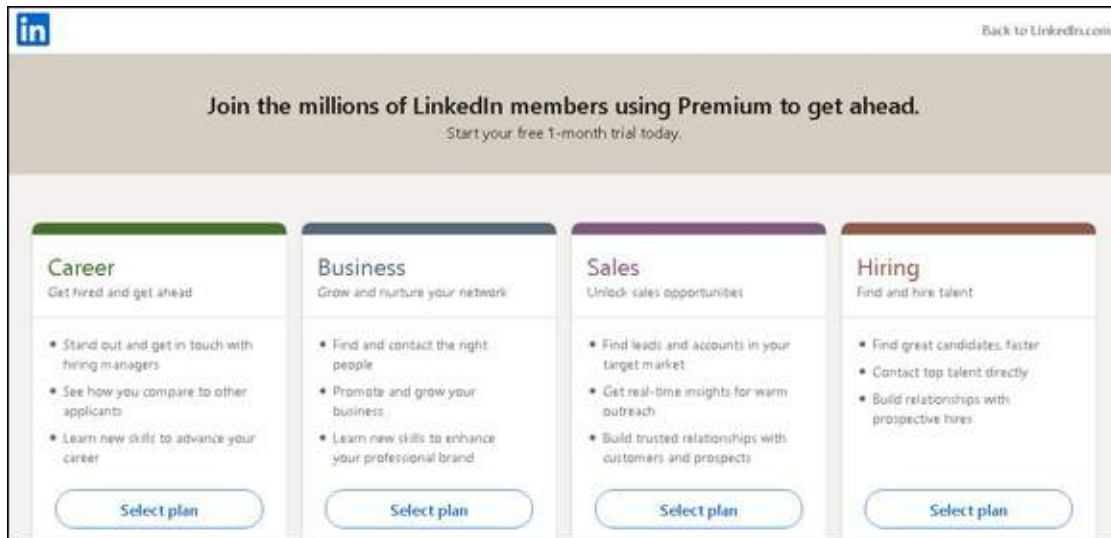 in
Back to LinkedIn.com
Join the millions of LinkedIn members using Premium to get ahead.
Start your free 1-month trial today.
Career
Get hired and get ahead
• Stand out and get in touch with
hiring managers
• See how you compare to other
applicants
• Learn new skills to advance your
career
Select plan
Business
Grow and nurture your network
• Find and contact the right
people
• Promote and grow your
business
• Learn new skills to enhance
your professional brand
Select plan
Sales
Unlock sales opportunities
• Find leads and accounts in your
target market
• Get real-time insights for warm
outreach
• Build trusted relationships with
customers and prospects
Select plan
Hiring
Find and hire talent
• Find great candidates, faster
• Contact top talent directly
• Build relationships with
prospective hires
Select plan